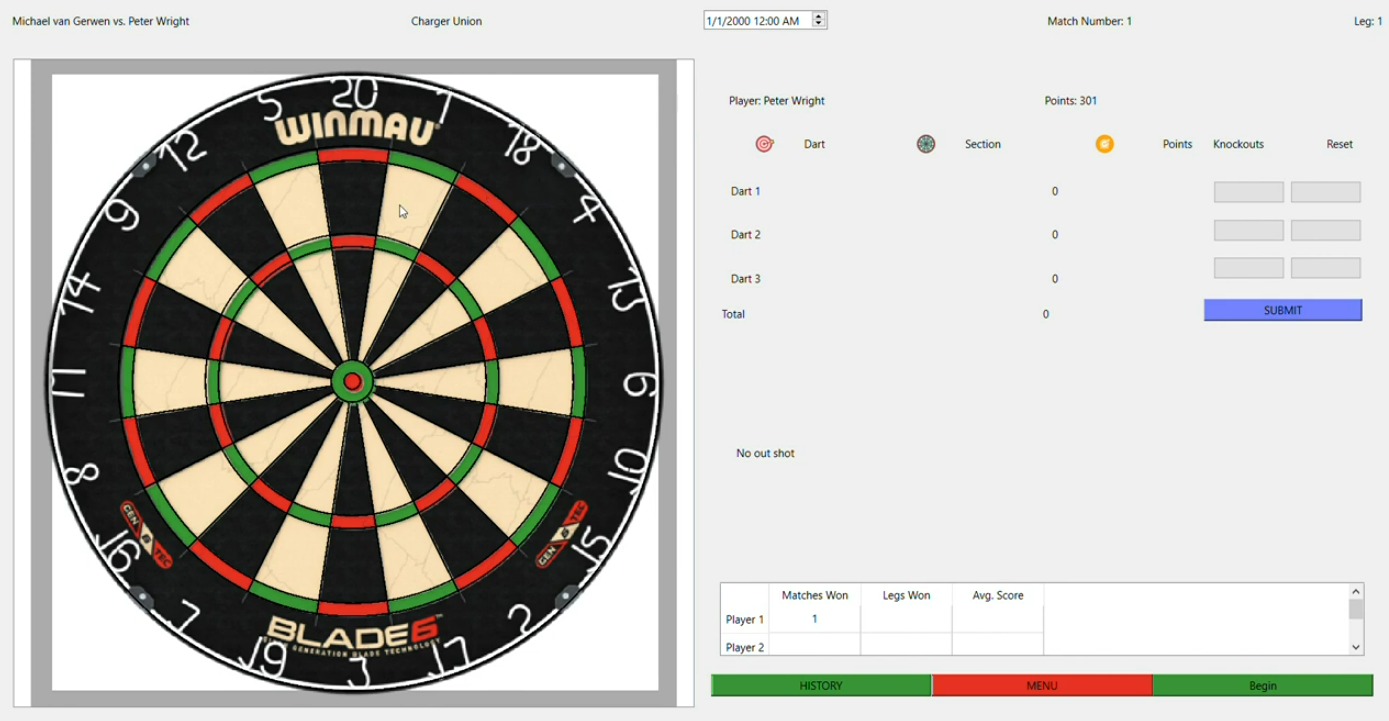 Michael van Gerwen vs. Peter Wright
Charger Union
1/1/2000 12:00 AM
Match Number: 1
Leg: 1
20
1
18
4
13
6
10
15
2
17
3
19
7
16
8
11
14
9
12
5
WINMAU
BLADE6
GENERATION BLADE TECHNOLOGY
GEN 6 TEC
GEN 6 TEC
Player: Peter Wright
Points: 301
Dart
Section
Points
Knockouts
Reset
Dart 1
0
Dart 2
0
Dart 3
0
Total
0
SUBMIT
No out shot
Matches Won
Legs Won
Avg. Score
Player 1
1
Player 2
HISTORY
MENU
Begin